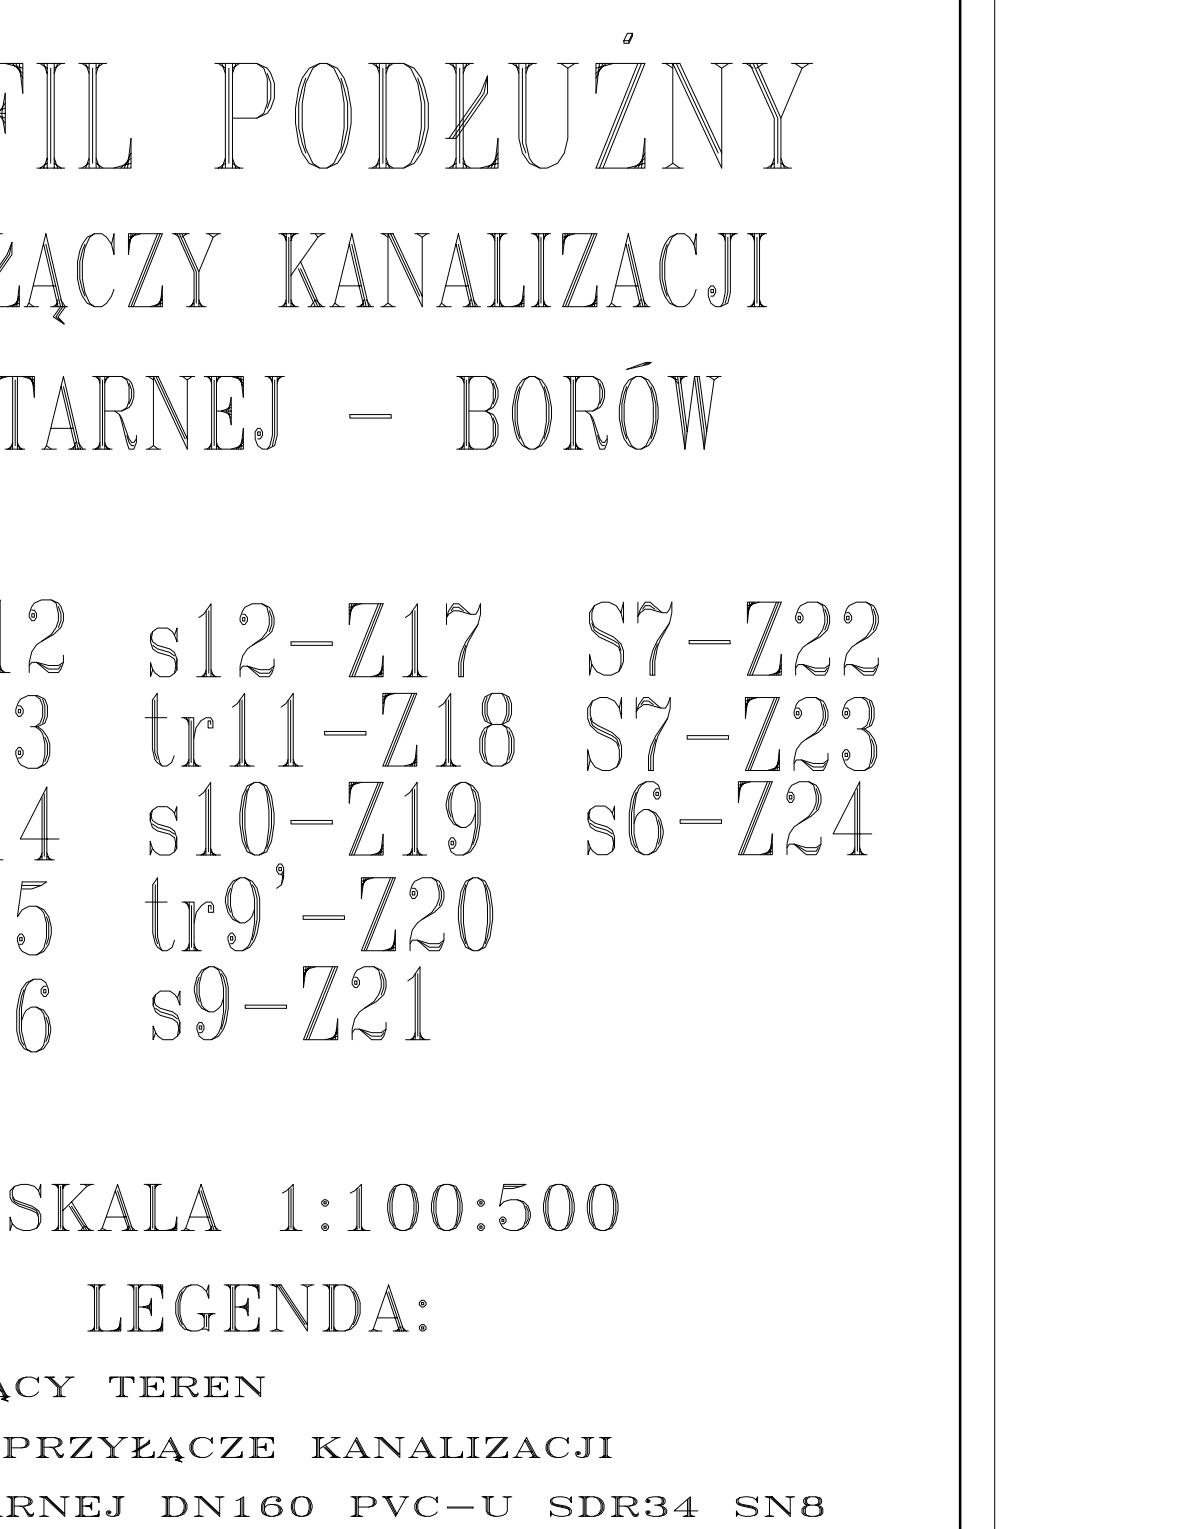 FIL PODŁUŻNY
ŁĄCZY KANALIZACJI
TARNEJ - BORÓW
12 s12-Z17 S7-Z22
3 tr11-Z18 S7-Z23
4 s10-Z19 s6-Z24
5 tr9'-Z20
6 s9-Z21
SKALA 1:100:500
LEGENDA:
ĄCY TEREN
PRZYŁĄCZE KANALIZACJI
RNEJ DN160 PVC-U SDR34 SN8